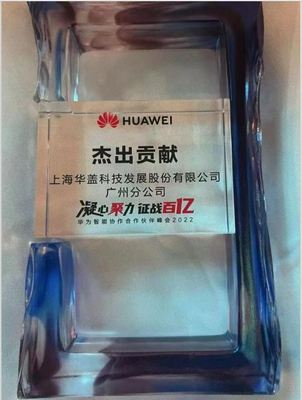 HUAWEI
杰出贡献
上海华盖科技发展股份有限公司
广州分公司
凝心聚力 征战百亿
华为智能协作合作伙伴峰会2022